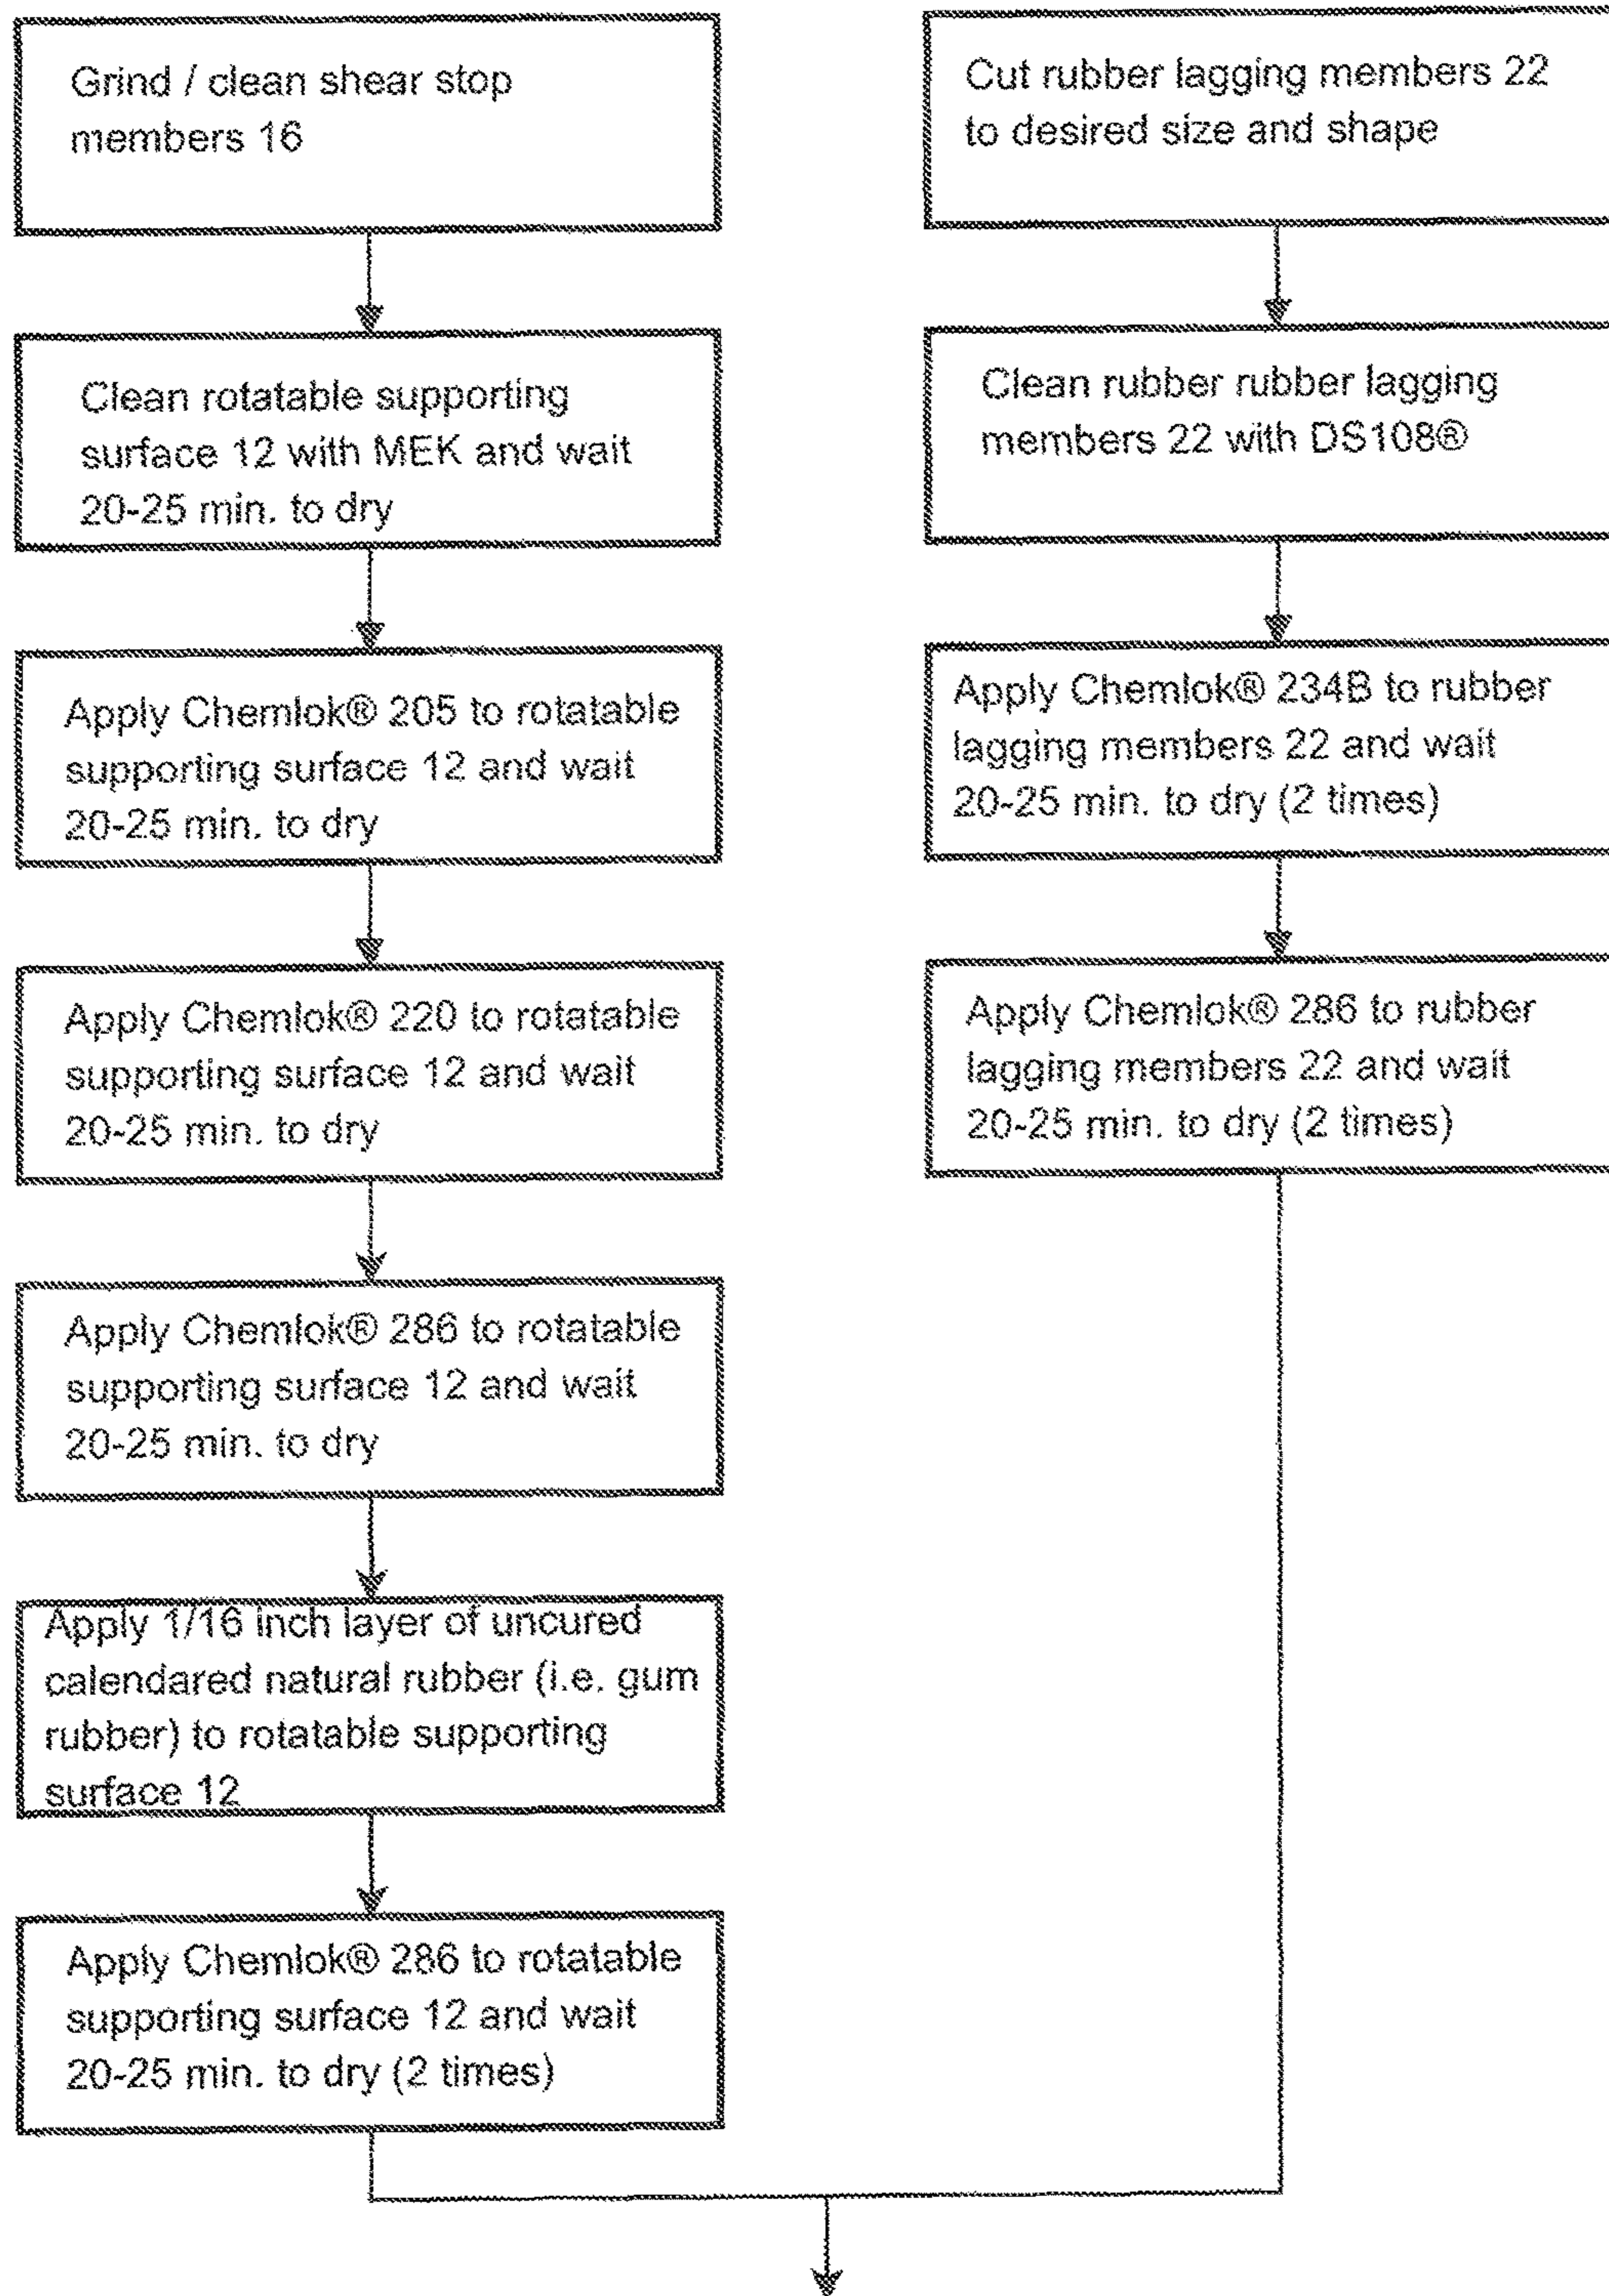 Grind / clean shear stop
members 16
Clean rotatable supporting
surface 12 with MEK and wait
20-25 min. to dry
Apply Chemlok® 205 to rotatable
supporting surface 12 and wait
20-25 min. to dry
Apply Chemlok® 220 to rotatable
supporting surface 12 and wait
20-25 min. to dry
Apply Chemlok® 286 to rotatable
supporting surface 12 and wait
20-25 min. to dry
Apply 1/16 inch layer of uncured
calendared natural rubber (i.e. gum
rubber) to rotatable supporting
surface 12
Apply Chemlok® 286 to rotatable
supporting surface 12 and wait
20-25 min. to dry (2 times)
Cut rubber lagging members 22
to desired size and shape
Clean rubber rubber lagging
members 22 with DS108®
Apply Chemlok® 234B to rubber
lagging members 22 and wait
20-25 min. to dry (2 times)
Apply Chemlok® 286 to rubber
lagging members 22 and wait
20-25 min. to dry (2 times)